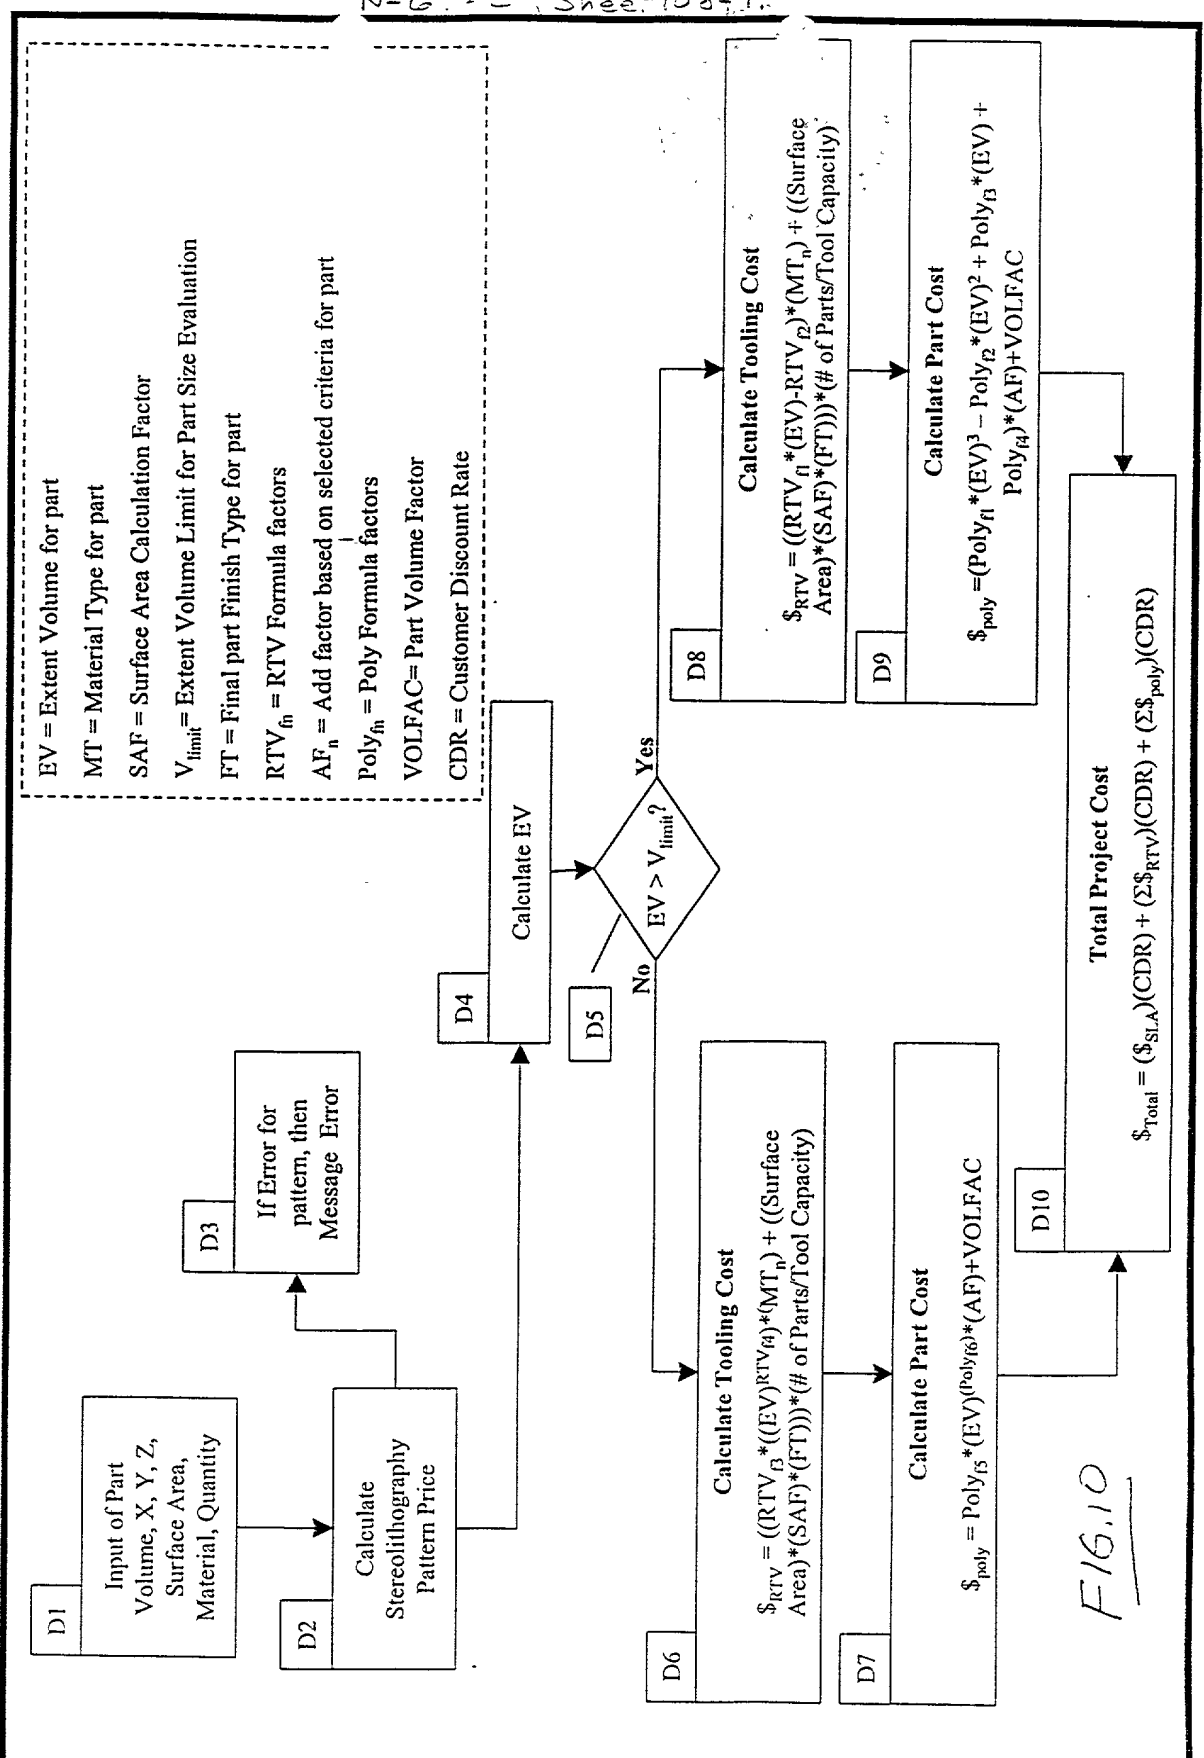 EV = Extent Volume for part
MT = Material Type for part
SAF = Surface Area Calculation Factor
V_limit= Extent Volume Limit for Part Size Evaluation
FT = Final part Finish Type for part
RTV_fn = RTV Formula factors
AF_n = Add factor based on selected criteria for part
Poly_fn = Poly Formula factors
VOLFAC= Part Volume Factor
CDR = Customer Discount Rate
D1
Input of Part
Volume, X, Y, Z,
Surface Area,
Material, Quantity
D2
Calculate
Stereolithography
Pattern Price
D3
If Error for
pattern, then
Message Error
D4
Calculate EV
D5
EV > V_limit?
No
Yes
D6
Calculate Tooling Cost
$_RTV = (((RTV_f3*((EV)^RTV_f4)*(MT_n) + ((Surface
Area)*(SAF)*(FT)))*(# of Parts/Tool Capacity)
D7
Calculate Part Cost
$_poly = Poly_f5*(EV)^(Poly_f6)*(AF)+VOLFAC
D8
Calculate Tooling Cost
$_RTV = ((RTV_f1*(EV)-RTV_f2)*(MT_n) + ((Surface
Area)*(SAF)*(FT)))*(# of Parts/Tool Capacity)
D9
Calculate Part Cost
$_poly =(Poly_f1*(EV)^3 – Poly_f2*(EV)^2 + Poly_f3*(EV) +
Poly_f4)*(AF)+VOLFAC
D10
Total Project Cost
$_Total = ($_SLA)(CDR) + (Σ$_RTV)(CDR) + (Σ$_poly)(CDR)
FIG.10